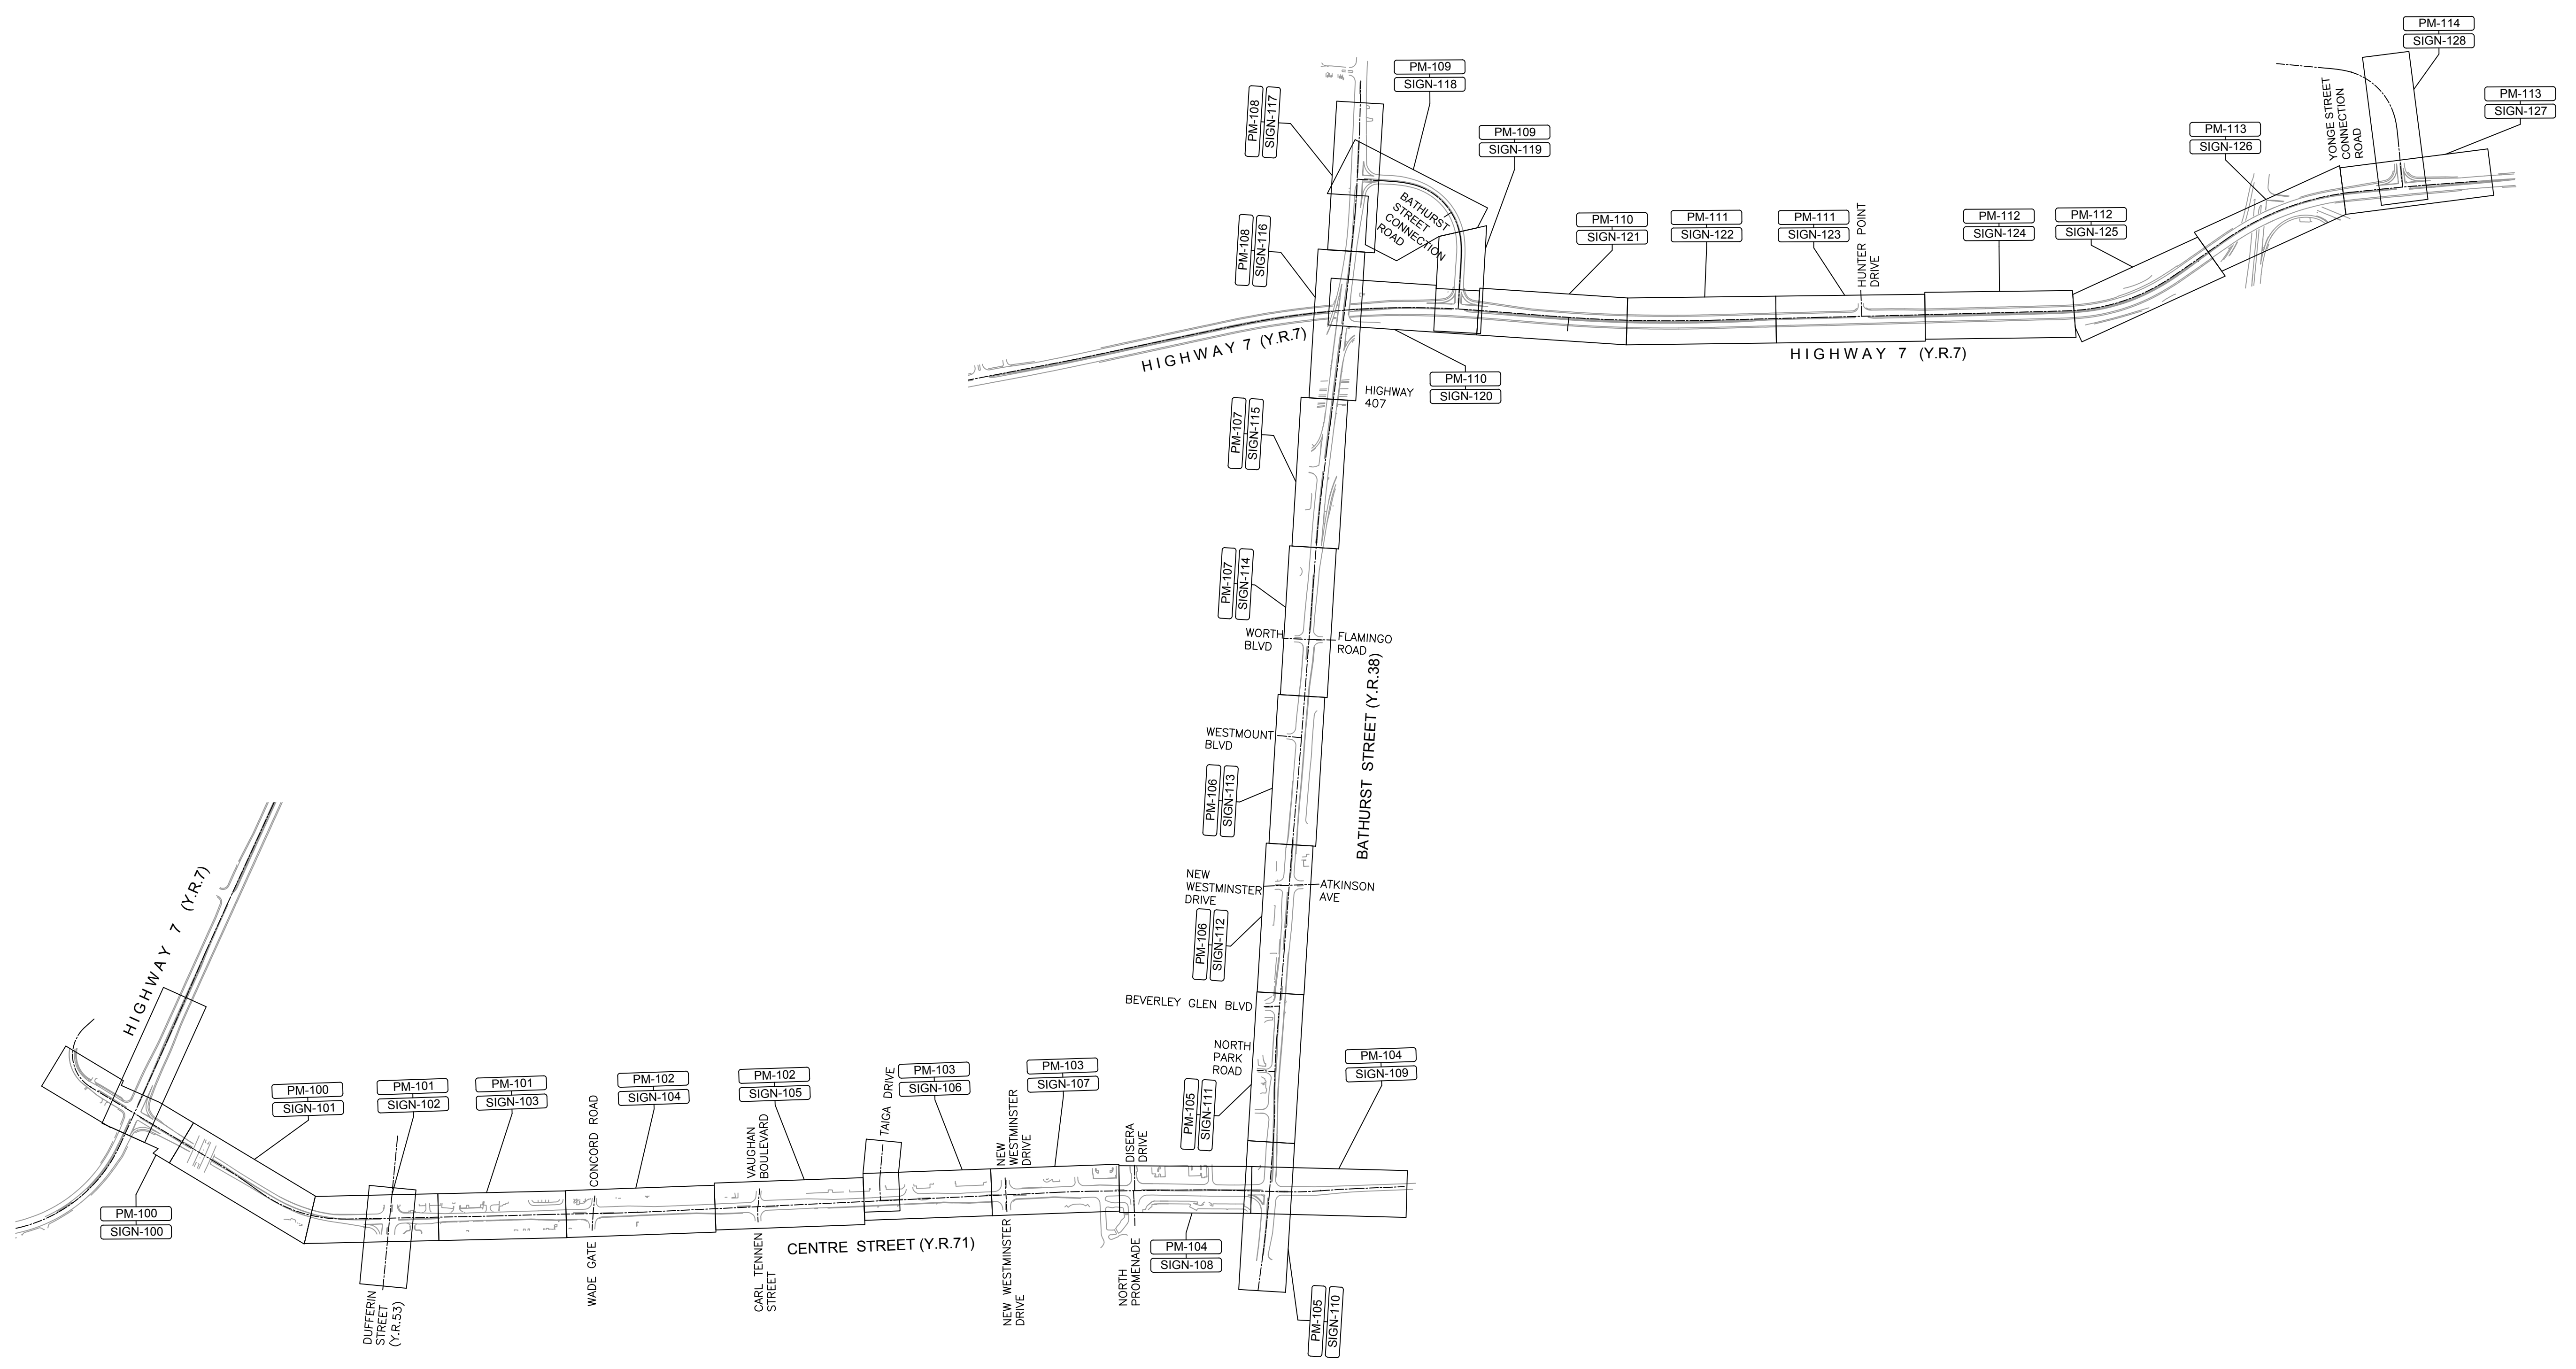 PM-114
SIGN-128
PM-109
SIGN-118
PM-108
SIGN-117
PM-113
SIGN-127
YONGE STREET
CONNECTION
ROAD
PM-113
SIGN-126
PM-109
SIGN-119
BATHURST
STREET
CONNECTION
ROAD
PM-108
SIGN-116
PM-110
SIGN-121
PM-111
SIGN-122
PM-111
SIGN-123
HUNTER POINT
DRIVE
PM-112
SIGN-124
PM-112
SIGN-125
HIGHWAY 7 (Y.R.7)
HIGHWAY 7 (Y.R.7)
PM-110
SIGN-120
HIGHWAY
407
PM-107
SIGN-115
PM-107
SIGN-114
WORTH
BLVD
FLAMINGO
ROAD
BATHURST STREET (Y.R.38)
WESTMOUNT
BLVD
PM-106
SIGN-113
NEW
WESTMINSTER
DRIVE
ATKINSON
AVE
PM-106
SIGN-112
BEVERLEY GLEN BLVD
NORTH
PARK
ROAD
PM-105
SIGN-111
PM-104
SIGN-109
HIGHWAY 7 (Y.R.7)
PM-100
SIGN-100
PM-100
SIGN-101
PM-101
SIGN-102
PM-101
SIGN-103
CONCORD ROAD
PM-102
SIGN-104
VAUGHAN
BOULEVARD
PM-102
SIGN-105
TAIGA DRIVE
PM-103
SIGN-106
NEW
WESTMINSTER
DRIVE
PM-103
SIGN-107
DISERA
DRIVE
DUFFERIN
STREET
(Y.R.53)
WADE GATE
CARL TENNEN
STREET
CENTRE STREET (Y.R.71)
NEW WESTMINSTER
DRIVE
NORTH
PROMENADE
PM-104
SIGN-108
PM-105
SIGN-110